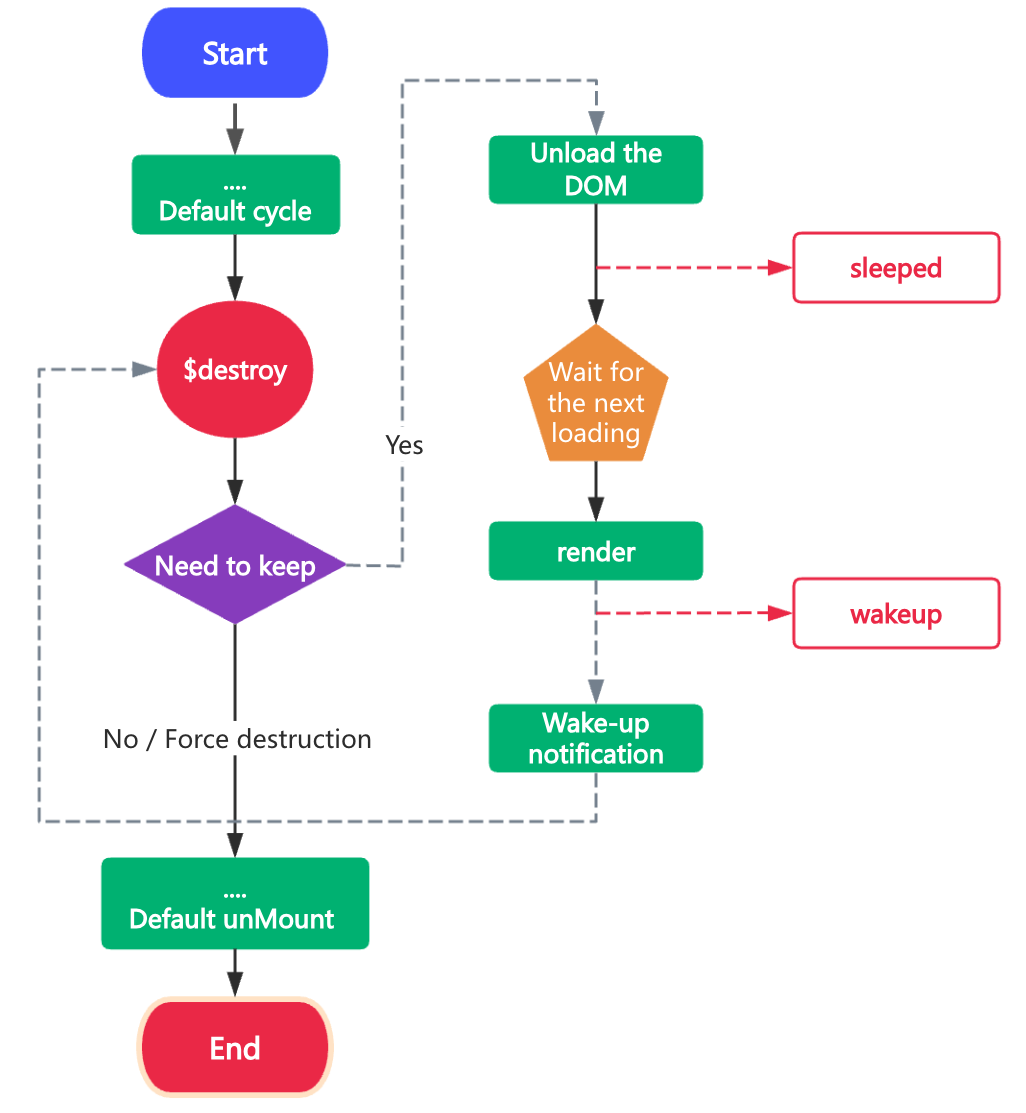 Start
....
Default cycle
$destroy
Need to keep
Yes
No / Force destruction
....
Default unMount
End
Unload the
DOM
sleeped
Wait for
the next
loading
render
wakeup
Wake-up
notification